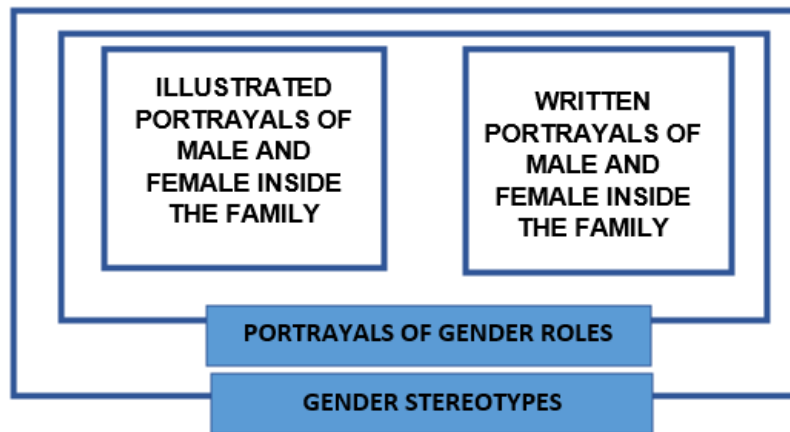 ILLUSTRATED
PORTRAYALS OF
MALE AND
FEMALE INSIDE
THE FAMILY
WRITTEN
PORTRAYALS OF
MALE AND
FEMALE INSIDE
THE FAMILY
PORTRAYALS OF GENDER ROLES
GENDER STEREOTYPES